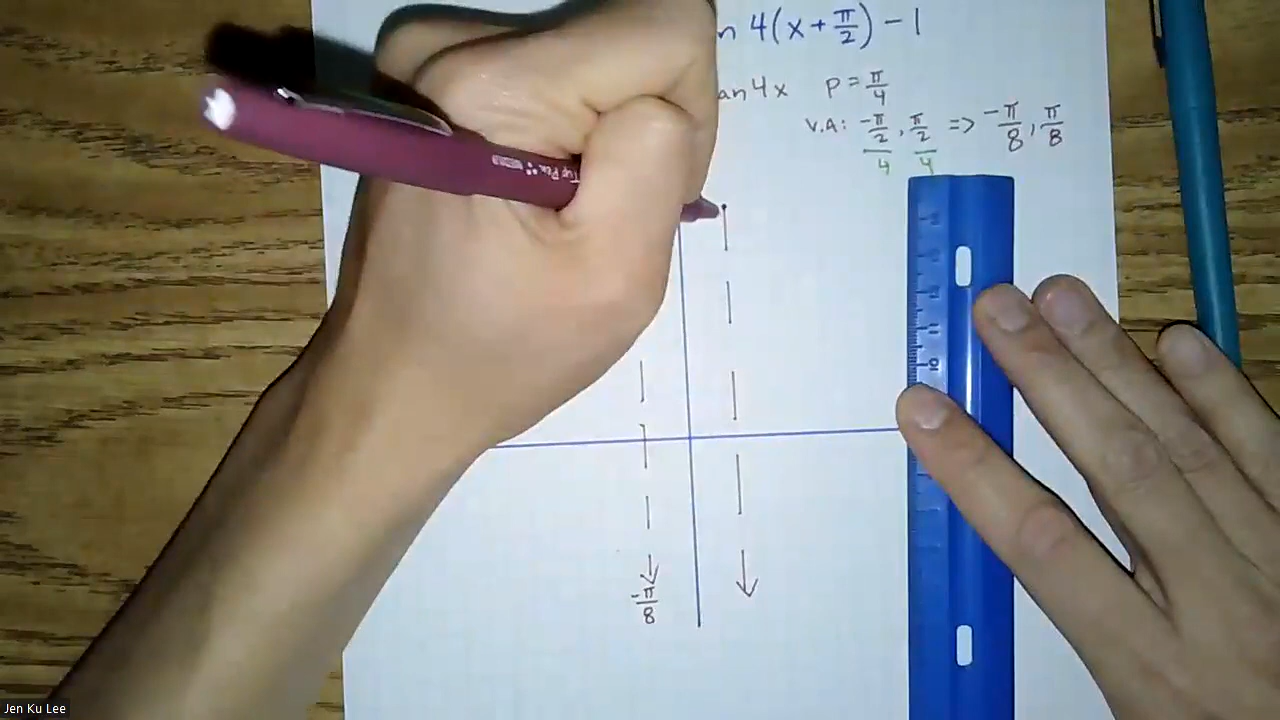 n 4(x + π/2) - 1
an 4x P = π/4
V.A: (-π/2)/4, (π/2)/4 => -π/8, π/8
-π/8
Jen Ku Lee